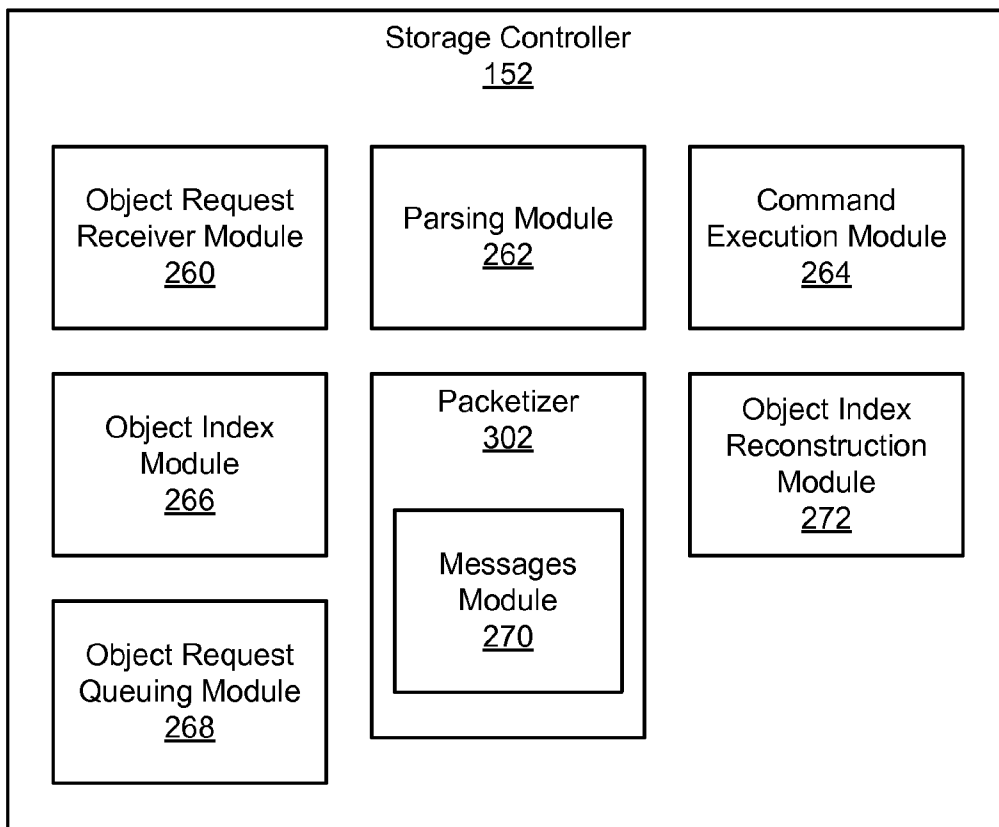 Storage Controller
152
Object Request
Receiver Module
260
Parsing Module
262
Command
Execution Module
264
Object Index
Module
266
Packetizer
302
Messages
Module
270
Object Index
Reconstruction
Module
272
Object Request
Queuing Module
268